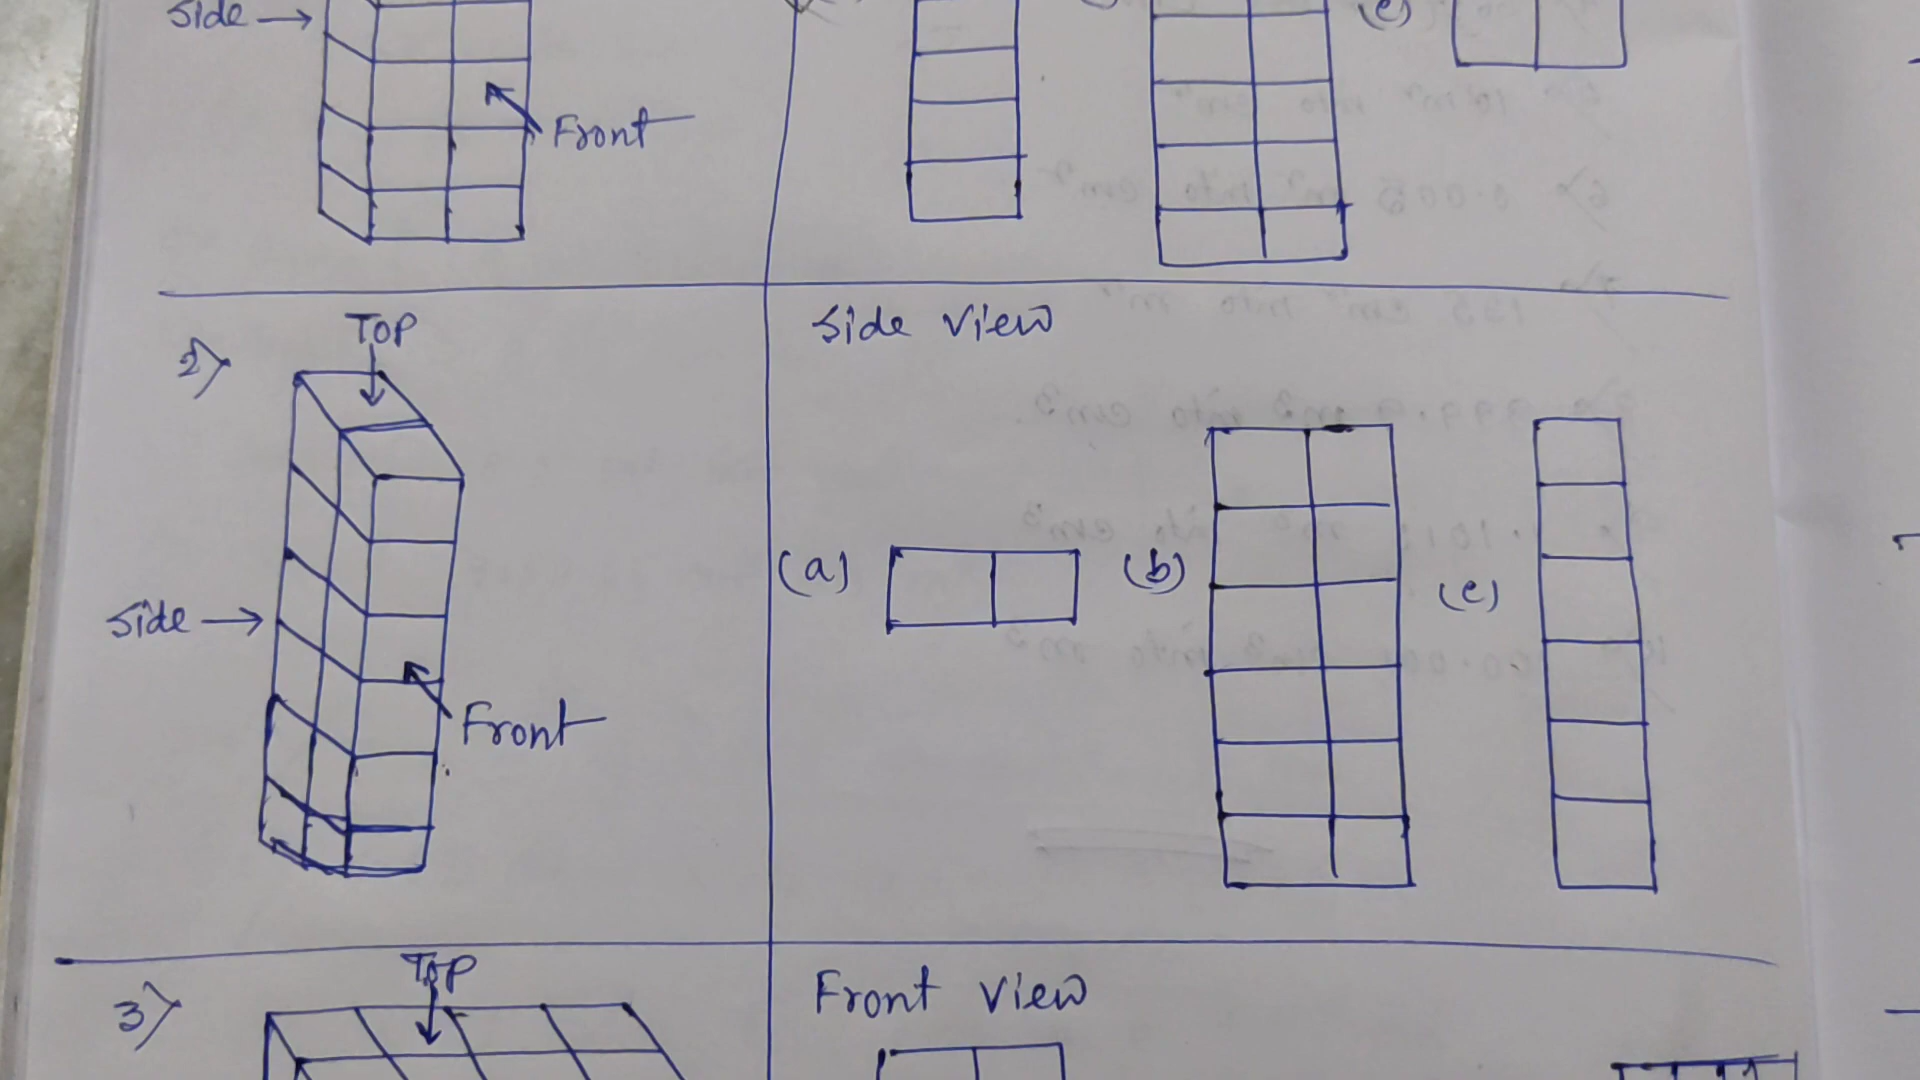 Side →
(e)
Front
TOP
2)
Side view
(a)
(b)
(e)
Side →
Front
TOP
3)
Front view